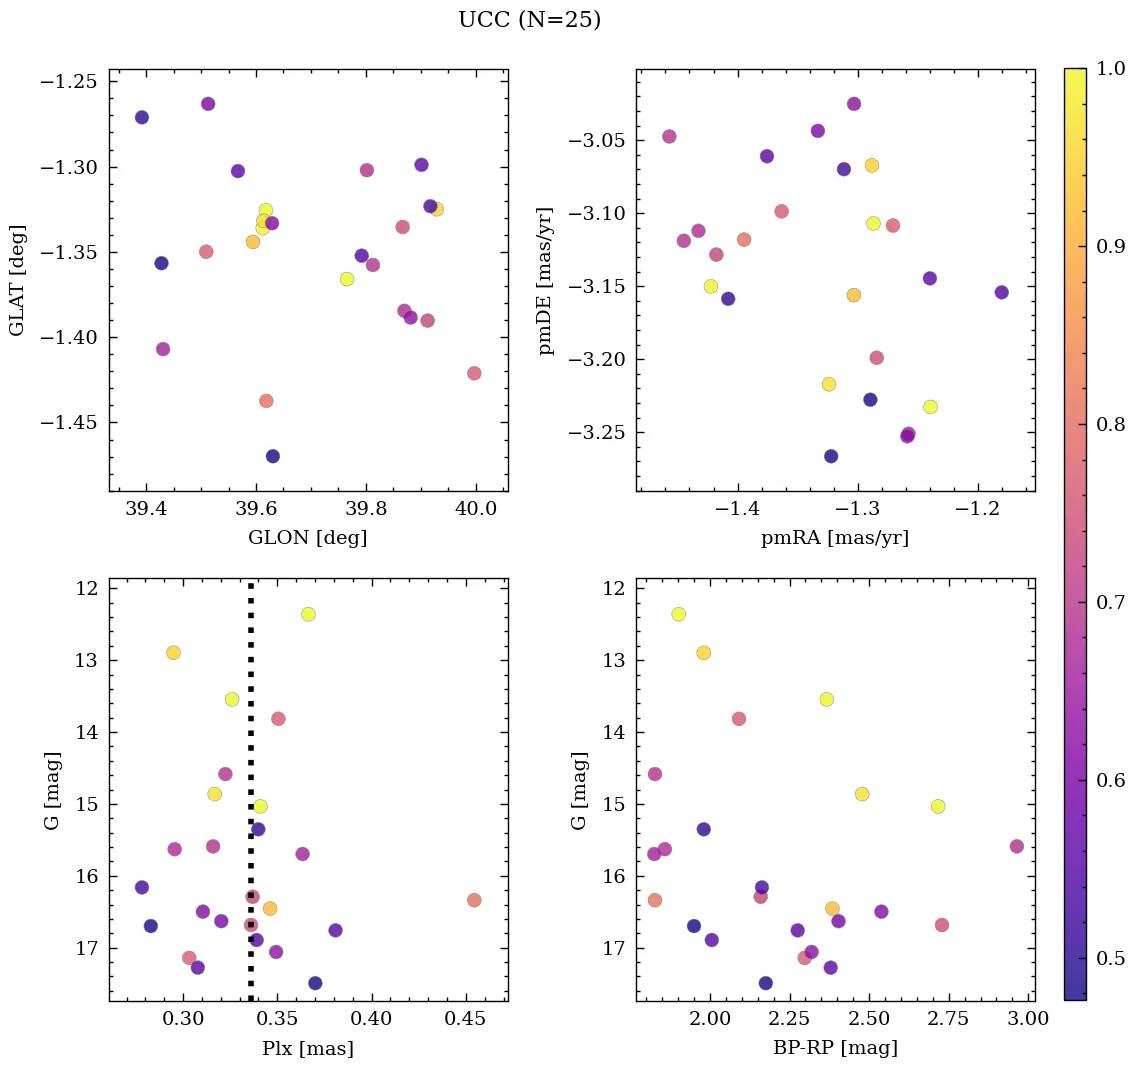 UCC (N=25)
−1.25
−1.30
−1.35
−1.40
−1.45
GLAT [deg]
39.4 39.6 39.8 40.0
GLON [deg]
−3.05
−3.10
−3.15
−3.20
−3.25
pmDE [mas/yr]
−1.4 −1.3 −1.2
pmRA [mas/yr]
12
13
14
15
16
17
G [mag]
0.30 0.35 0.40 0.45
Plx [mas]
12
13
14
15
16
17
G [mag]
2.00 2.25 2.50 2.75 3.00
BP-RP [mag]
1.0
0.9
0.8
0.7
0.6
0.5